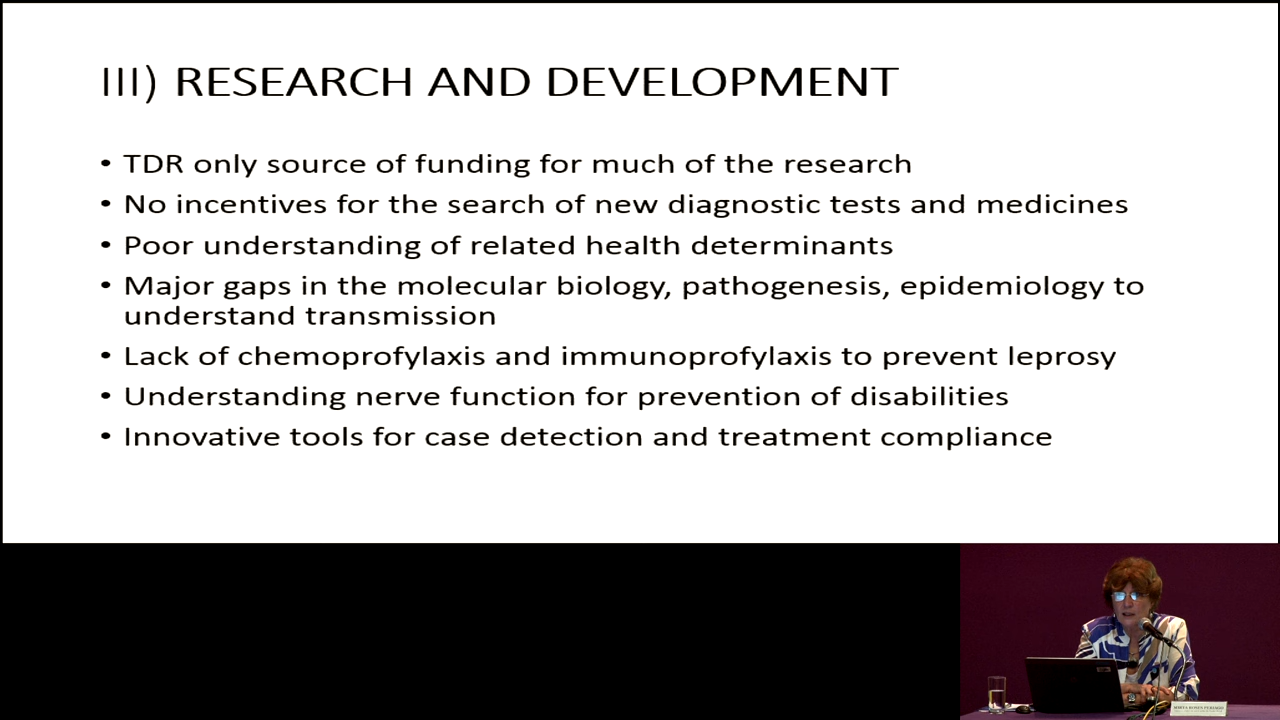 III) RESEARCH AND DEVELOPMENT
• TDR only source of funding for much of the research
• No incentives for the search of new diagnostic tests and medicines
• Poor understanding of related health determinants
• Major gaps in the molecular biology, pathogenesis, epidemiology to
understand transmission
• Lack of chemoprofylaxis and immunoprofylaxis to prevent leprosy
• Understanding nerve function for prevention of disabilities
• Innovative tools for case detection and treatment compliance